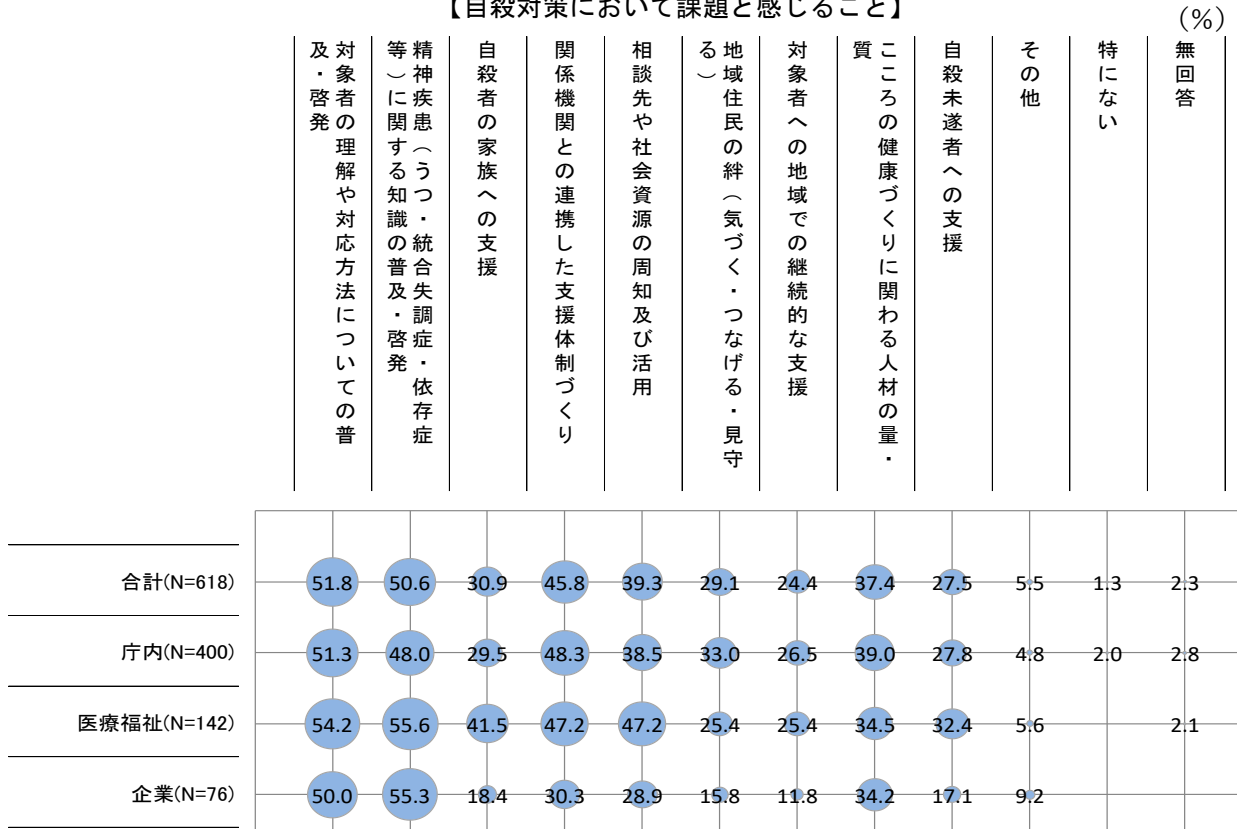 【自殺対策において課題と感じること】
(%)
対象者の理解や対応方法についての普
及・啓発
精神疾患（うつ・統合失調症・依存症
等）に関する知識の普及・啓発
自殺者の家族への支援
関係機関との連携した支援体制づくり
相談先や社会資源の周知及び活用
地域住民の絆（気づく・つなげる・見守
る）
対象者への地域での継続的な支援
こころの健康づくりに関わる人材の量・
質
自殺未遂者への支援
その他
特にない
無回答
合計(N=618) 51.8 50.6 30.9 45.8 39.3 29.1 24.4 37.4 27.5 5.5 1.3 2.3
庁内(N=400) 51.3 48.0 29.5 48.3 38.5 33.0 26.5 39.0 27.8 4.8 2.0 2.8
医療福祉(N=142) 54.2 55.6 41.5 47.2 47.2 25.4 25.4 34.5 32.4 5.6 2.1
企業(N=76) 50.0 55.3 18.4 30.3 28.9 15.8 11.8 34.2 17.1 9.2